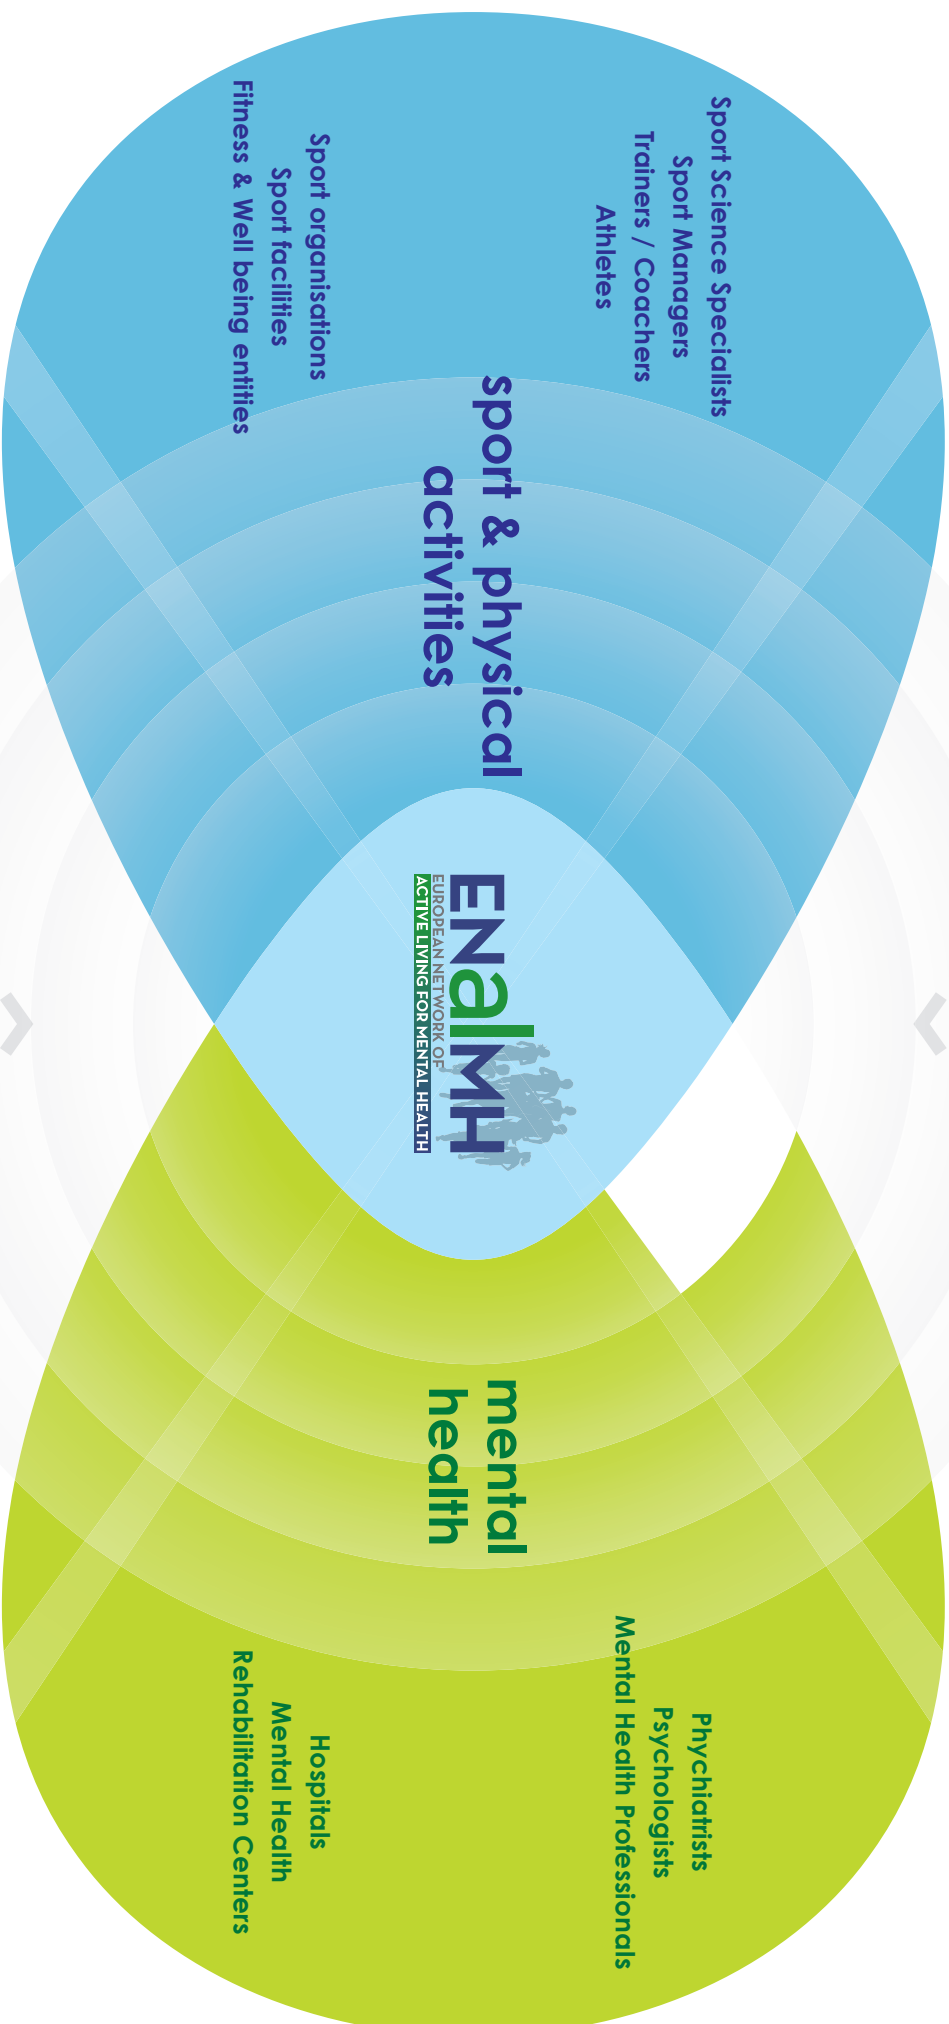 Sport Science Specialists
Sport Managers
Trainers / Coachers
Athletes
sport & physical
activities
Sport organisations
Sport facilities
Fitness & Well being entities
ENalMH
EUROPEAN NETWORK OF
ACTIVE LIVING FOR MENTAL HEALTH
mental
health
Phychiatrists
Psychologists
Mental Health Professionals
Hospitals
Mental Health
Rehabilitation Centers